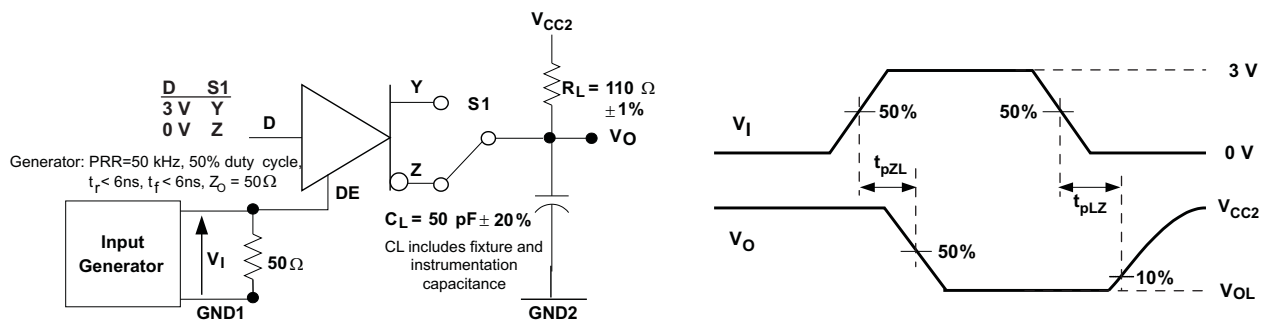 D S1
3 V Y
0 V Z
D
Generator: PRR=50 kHz, 50% duty cycle,
tr< 6ns, tf< 6ns, ZO = 50Ω
Input
Generator
VI
50Ω
GND1
DE
Y
Z
S1
VCC2
RL = 110 Ω
±1%
VO
CL = 50 pF ± 20%
CL includes fixture and
instrumentation
capacitance
GND2
3 V
50%
50%
VI
0 V
tpZL
tpLZ
VCC2
VO
50%
10%
VOL